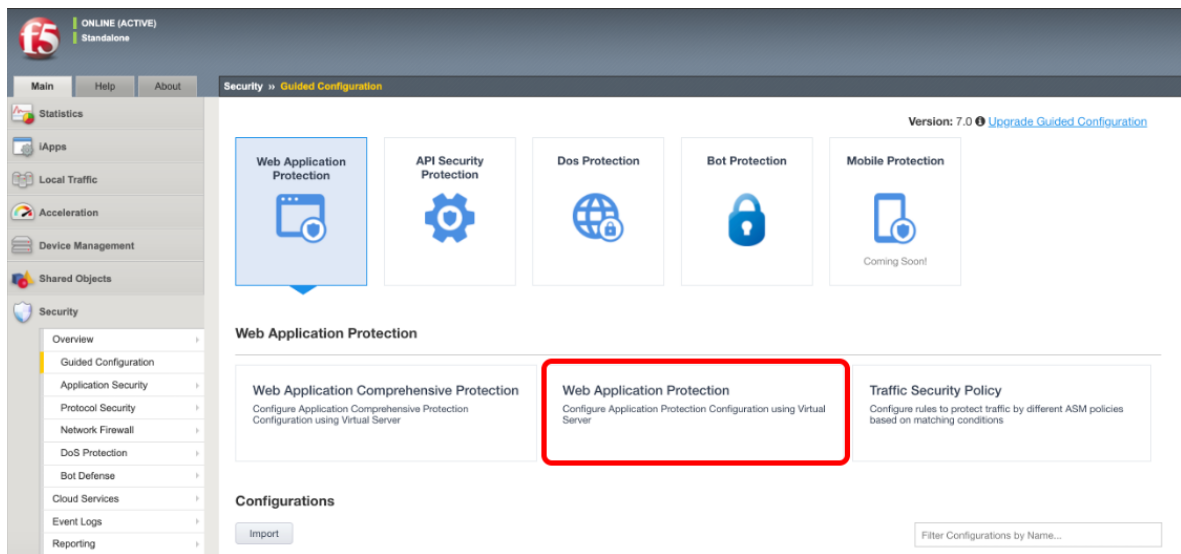 f5
ONLINE (ACTIVE)
Standalone
Main
Help
About
Security » Guided Configuration
Statistics
iApps
Local Traffic
Acceleration
Device Management
Shared Objects
Security
Overview
Guided Configuration
Application Security
Protocol Security
Network Firewall
DoS Protection
Bot Defense
Cloud Services
Event Logs
Reporting
Version: 7.0 Upgrade Guided Configuration
Web Application
Protection
API Security
Protection
Dos Protection
Bot Protection
Mobile Protection
Coming Soon!
Web Application Protection
Web Application Comprehensive Protection
Configure Application Comprehensive Protection
Configuration using Virtual Server
Web Application Protection
Configure Application Protection Configuration using Virtual
Server
Traffic Security Policy
Configure rules to protect traffic by different ASM policies
based on matching conditions
Configurations
Import
Filter Configurations by Name...